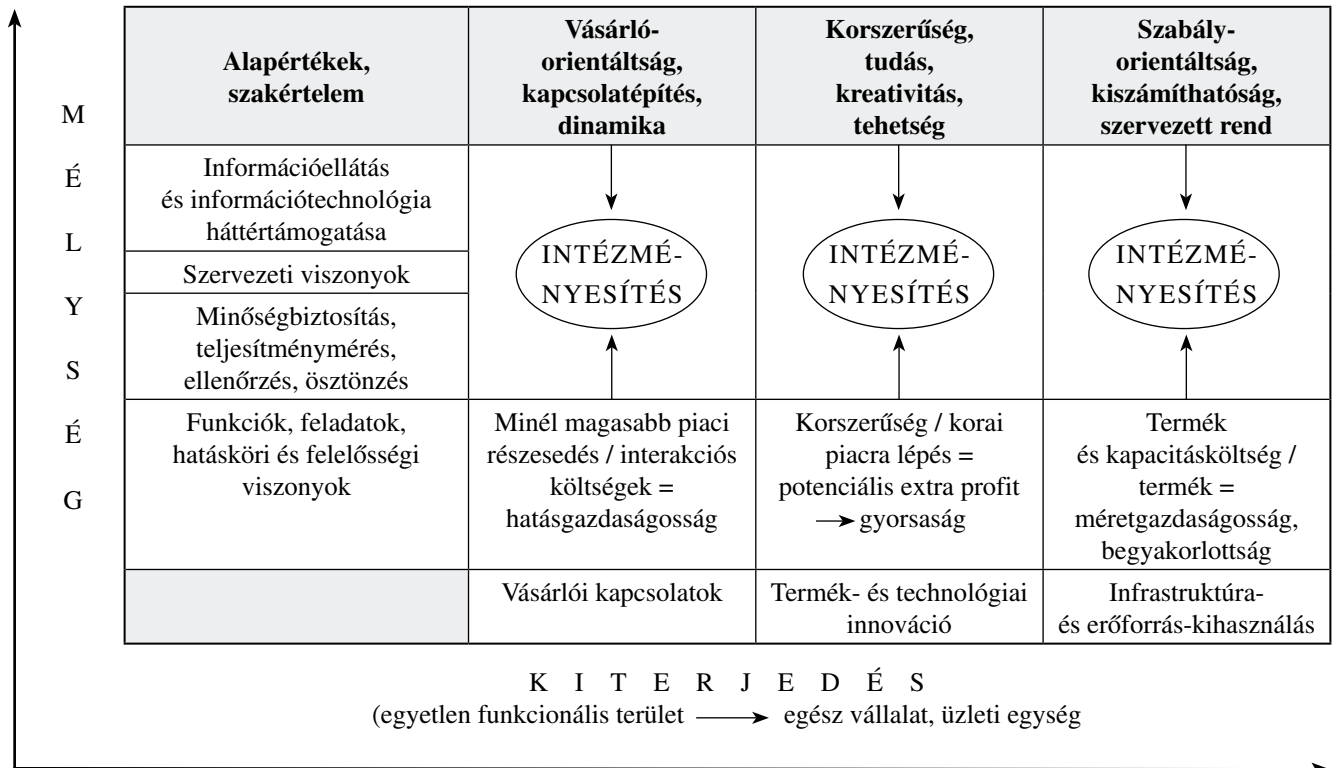 M
É
L
Y
S
É
G
Alapértékek,
szakértelem
Vásárló-
orientáltság,
kapcsolatépítés,
dinamika
Korszerűség,
tudás,
kreativitás,
tehetség
Szabály-
orientáltság,
kiszámíthatóság,
szervezett rend
Információellátás
és információtechnológia
háttértámogatása
Szervezeti viszonyok
Minőségbiztosítás,
teljesítménymérés,
ellenőrzés, ösztönzés
INTÉZMÉ-
NYESÍTÉS
INTÉZMÉ-
NYESÍTÉS
INTÉZMÉ-
NYESÍTÉS
Funkciók, feladatok,
hatásköri és felelősségi
viszonyok
Minél magasabb piaci
részesedés / interakciós
költségek =
hatásgazdaságosság
Korszerűség / korai
piacra lépés =
potenciális extra profit
→ gyorsaság
Termék
és kapacitásköltség /
termék =
méretgazdaságosság,
begyakorlottság
Vásárlói kapcsolatok
Termék- és technológiai
innováció
Infrastruktúra-
és erőforrás-kihasználás
K I T E R J E D É S
(egyetlen funkcionális terület → egész vállalat, üzleti egység